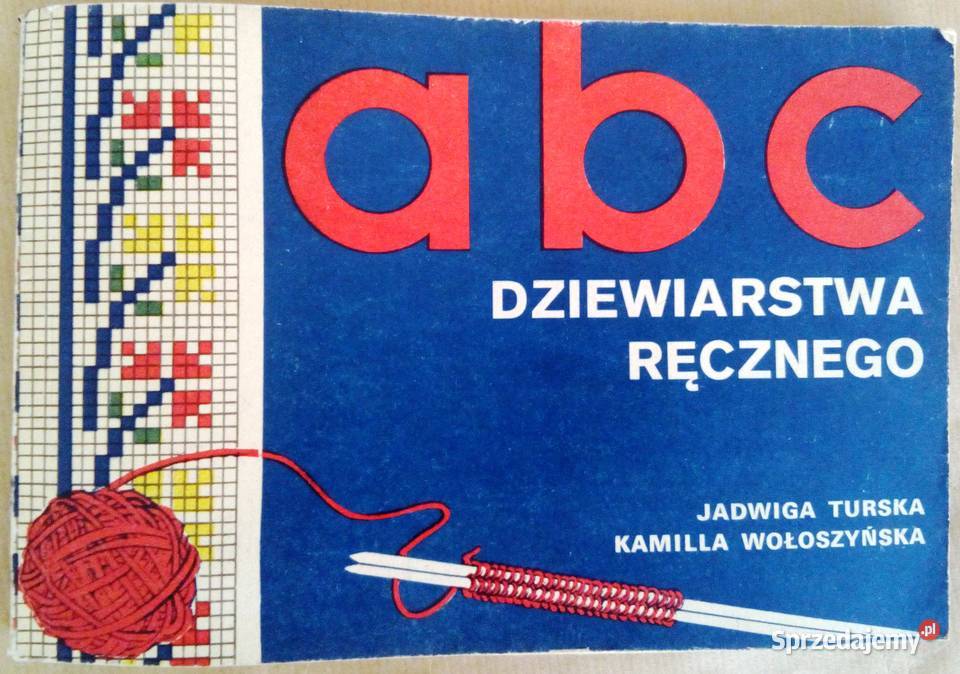 abc
DZIEWIARSTWA
RĘCZNEGO
JADWIGA TURSKA
KAMILLA WOŁOSZYŃSKA
Sprzedajemy.pl